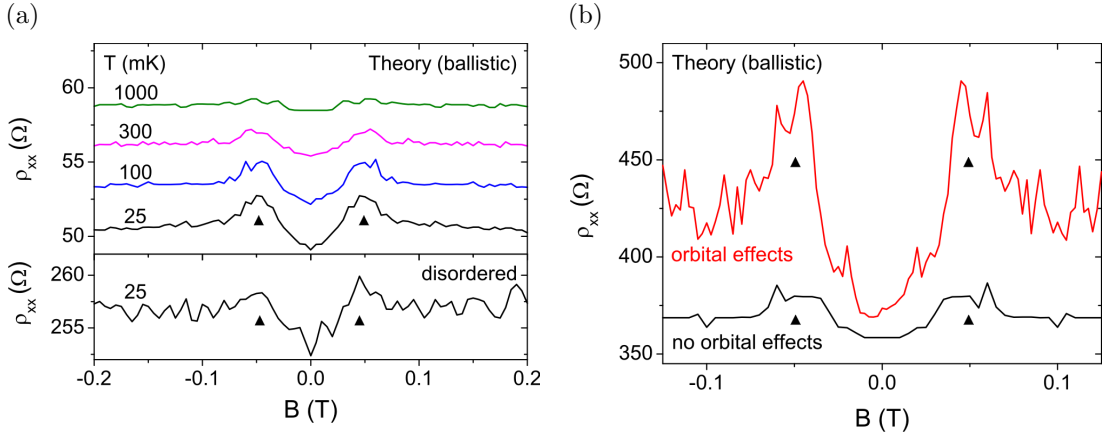 (a)
T (mK)
Theory (ballistic)
60
1000
300
55
100
25
50
ρxx (Ω)
disordered
260
25
255
ρxx (Ω)
-0.2
-0.1
0.0
0.1
0.2
B (T)
(b)
500
Theory (ballistic)
450
ρxx (Ω)
400
orbital effects
350
no orbital effects
-0.1
0.0
0.1
B (T)